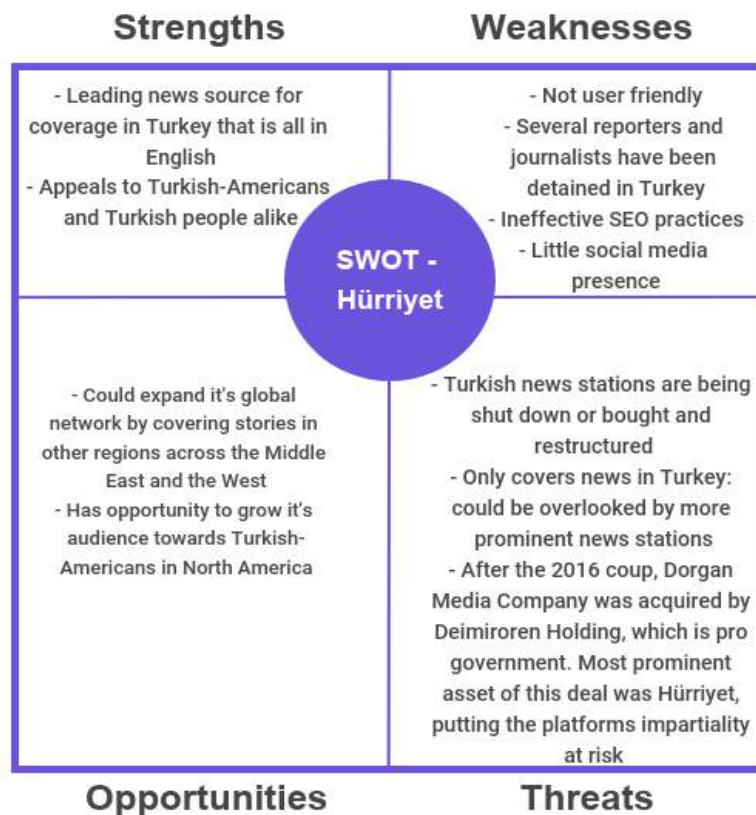 Strengths
Weaknesses
- Leading news source for
coverage in Turkey that is all in
English
- Appeals to Turkish-Americans
and Turkish people alike
- Not user friendly
- Several reporters and
journalists have been
detained in Turkey
- Ineffective SEO practices
- Little social media
presence
SWOT -
Hürriyet
- Could expand it's global
network by covering stories in
other regions across the Middle
East and the West
- Has opportunity to grow it's
audience towards Turkish-
Americans in North America
- Turkish news stations are being
shut down or bought and
restructured
- Only covers news in Turkey:
could be overlooked by more
prominent news stations
- After the 2016 coup, Dorgan
Media Company was acquired by
Deimiroren Holding, which is pro
government. Most prominent
asset of this deal was Hürriyet,
putting the platforms impartiality
at risk
Opportunities
Threats